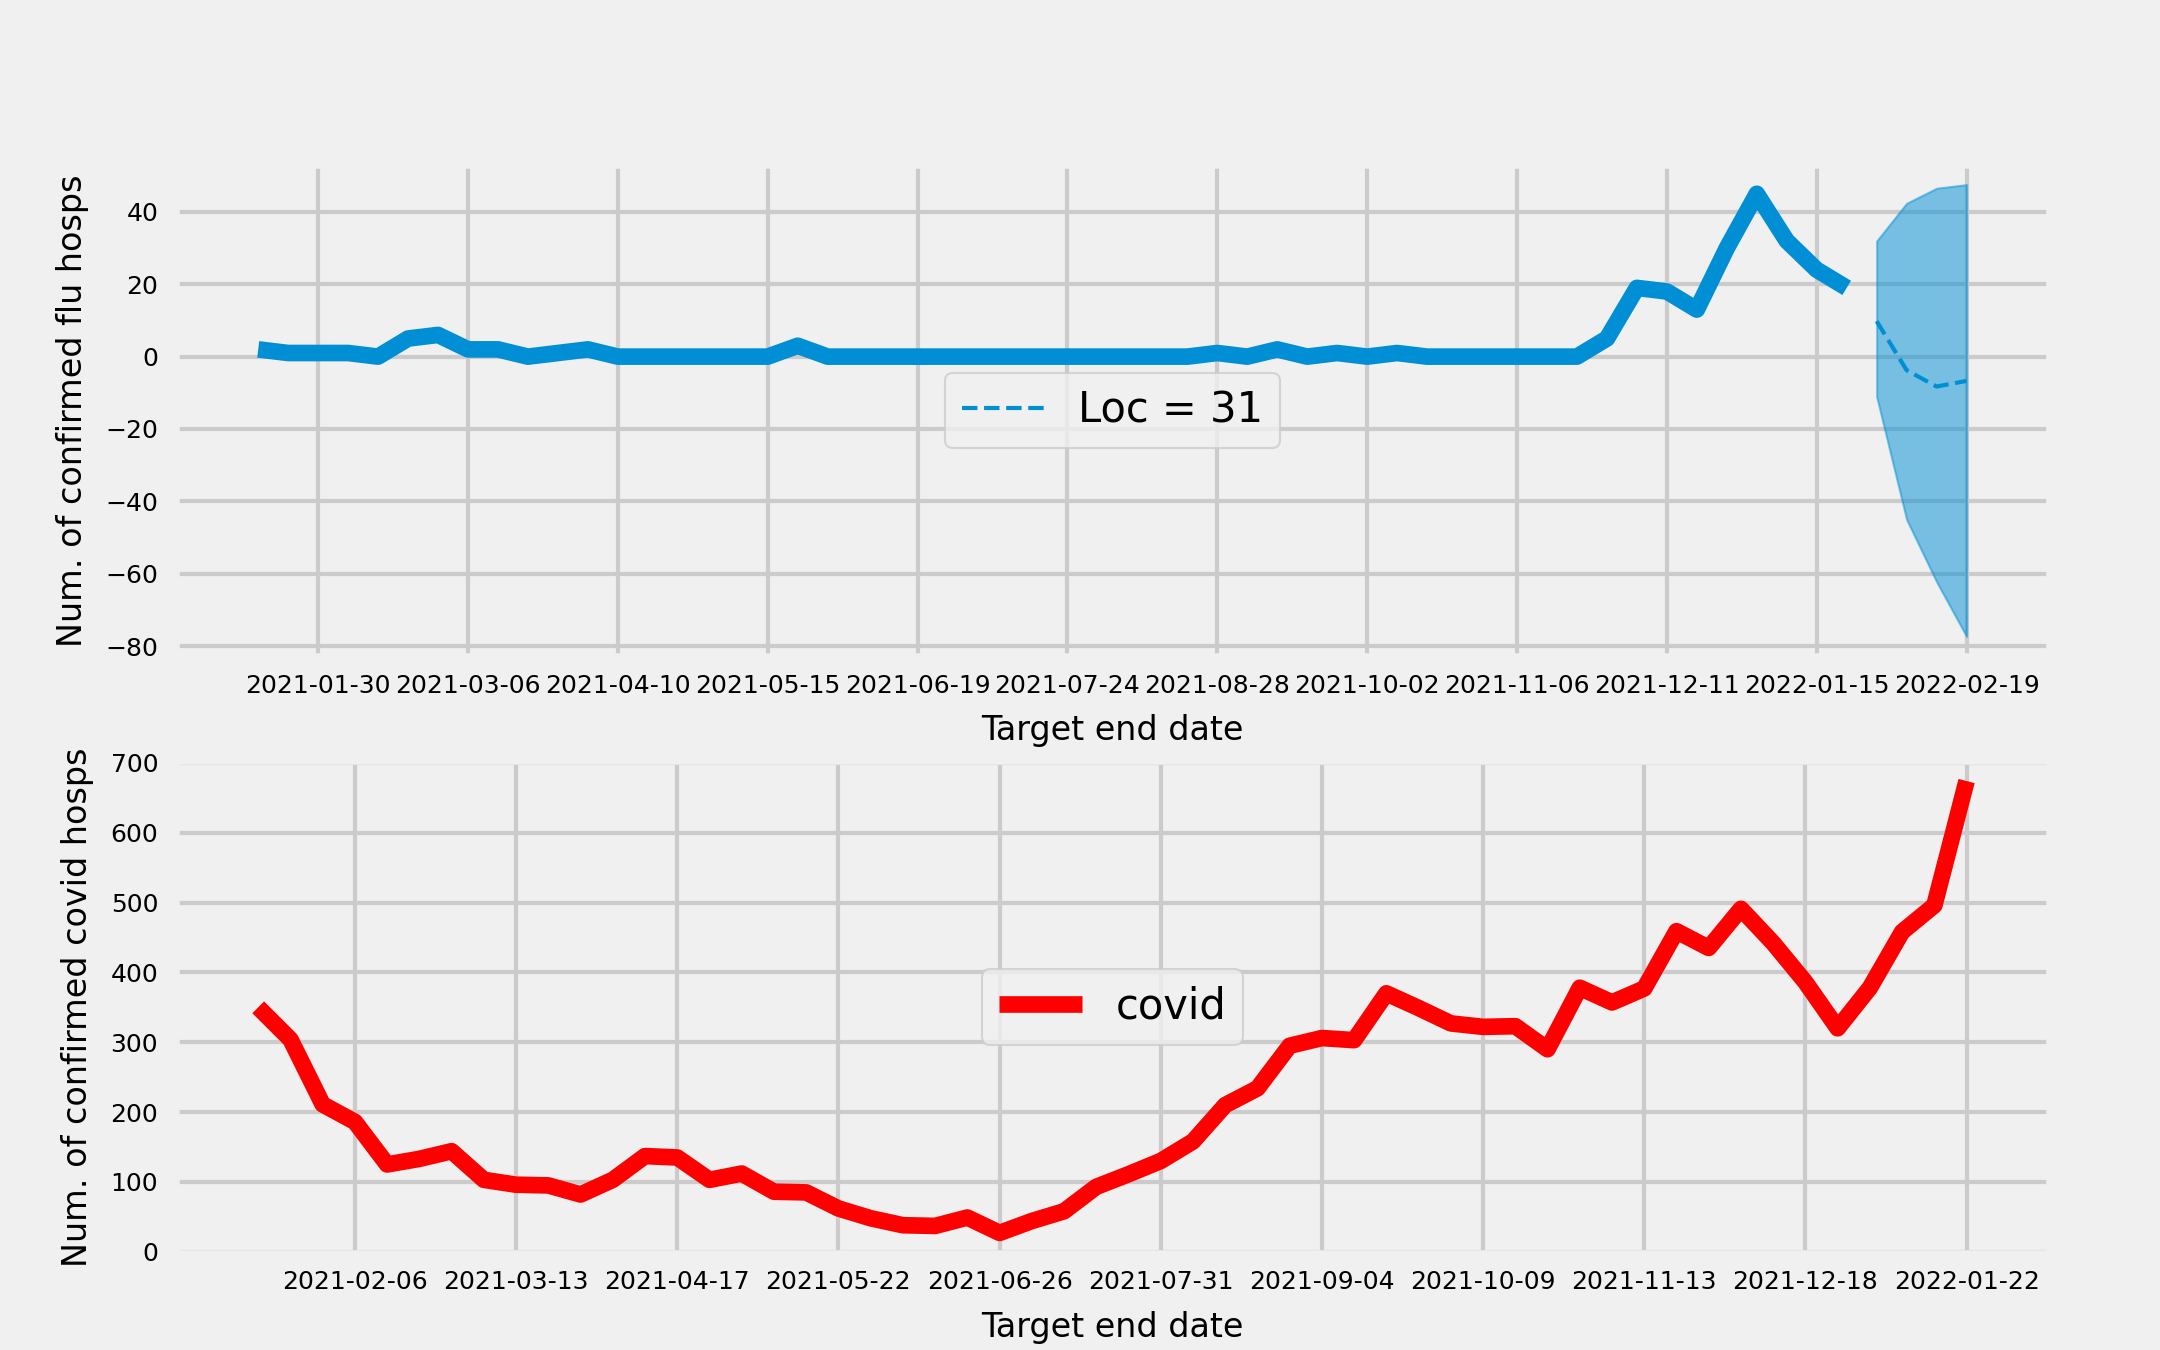 Num. of confirmed flu hosps
40
20
0
−20
−40
−60
−80
Loc = 31
2021-01-30 2021-03-06 2021-04-10 2021-05-15 2021-06-19 2021-07-24 2021-08-28 2021-10-02 2021-11-06 2021-12-11 2022-01-15 2022-02-19
Target end date
Num. of confirmed covid hosps
700
600
500
400
300
200
100
0
covid
2021-02-06 2021-03-13 2021-04-17 2021-05-22 2021-06-26 2021-07-31 2021-09-04 2021-10-09 2021-11-13 2021-12-18 2022-01-22
Target end date